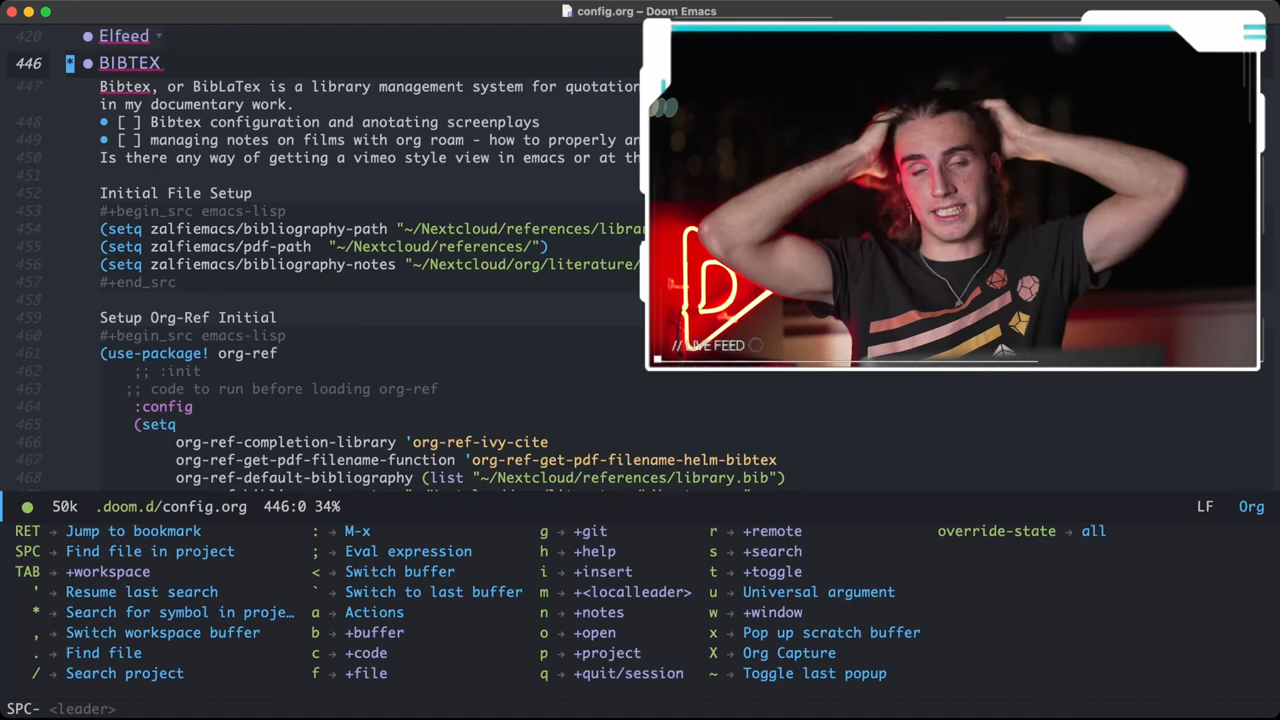 config.org – Doom Emacs
420 Elfeed
446 * BIBTEX
447 Bibtex, or BibLaTex is a library management system for quotation
in my documentary work.
448 [ ] Bibtex configuration and anotating screenplays
449 [ ] managing notes on films with org roam - how to properly an
450 Is there any way of getting a vimeo style view in emacs or at th
451
452 Initial File Setup
453 #+begin_src emacs-lisp
454 (setq zalfiemacs/bibliography-path "~/Nextcloud/references/librar
455 (setq zalfiemacs/pdf-path "~/Nextcloud/references/")
456 (setq zalfiemacs/bibliography-notes "~/Nextcloud/org/literature/
457 #+end_src
458
459 Setup Org-Ref Initial
460 #+begin_src emacs-lisp
461 (use-package! org-ref
462 ;; :init
463 ;; code to run before loading org-ref
464 :config
465 (setq
466 org-ref-completion-library 'org-ref-ivy-cite
467 org-ref-get-pdf-filename-function 'org-ref-get-pdf-filename-helm-bibtex
468 org-ref-default-bibliography (list "~/Nextcloud/references/library.bib")
// LIVE FEED
D
50k .doom.d/config.org 446:0 34% LF Org
RET → Jump to bookmark : → M-x g → +git r → +remote override-state → all
SPC → Find file in project ; → Eval expression h → +help s → +search
TAB → +workspace < → Switch buffer i → +insert t → +toggle
' → Resume last search ` → Switch to last buffer m → +<localleader> u → Universal argument
* → Search for symbol in proje… a → Actions n → +notes w → +window
, → Switch workspace buffer b → +buffer o → +open x → Pop up scratch buffer
. → Find file c → +code p → +project X → Org Capture
/ → Search project f → +file q → +quit/session ~ → Toggle last popup
SPC- <leader>